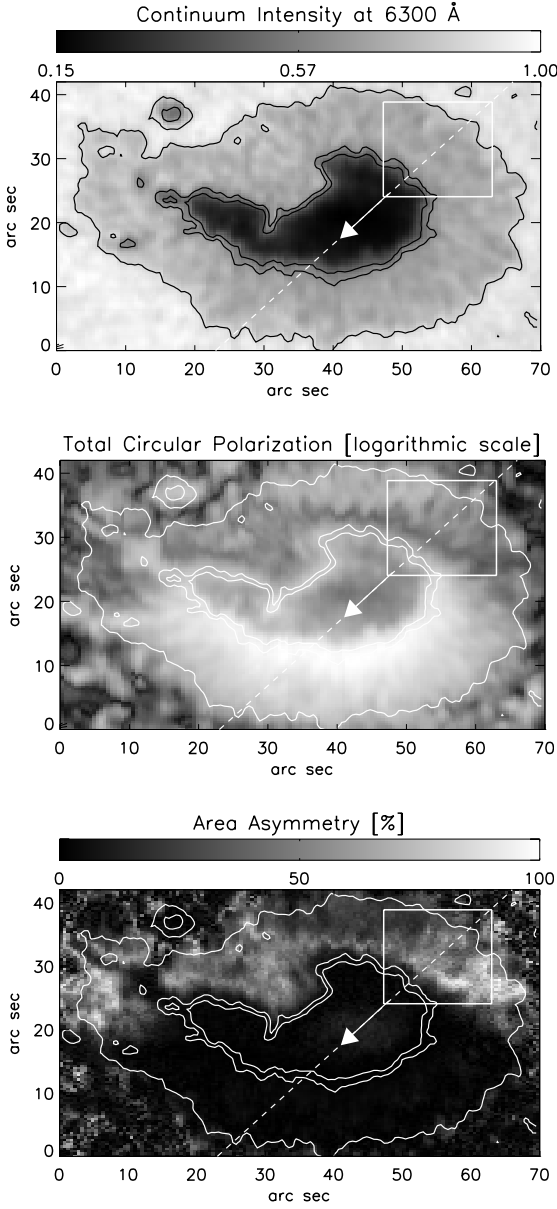 Continuum Intensity at 6300 Å
0.15 0.57 1.00
40
30
20
10
0
arc sec
0 10 20 30 40 50 60 70
arc sec
Total Circular Polarization [logarithmic scale]
40
30
20
10
0
arc sec
0 10 20 30 40 50 60 70
arc sec
Area Asymmetry [%]
0 50 100
40
30
20
10
0
arc sec
0 10 20 30 40 50 60 70
arc sec